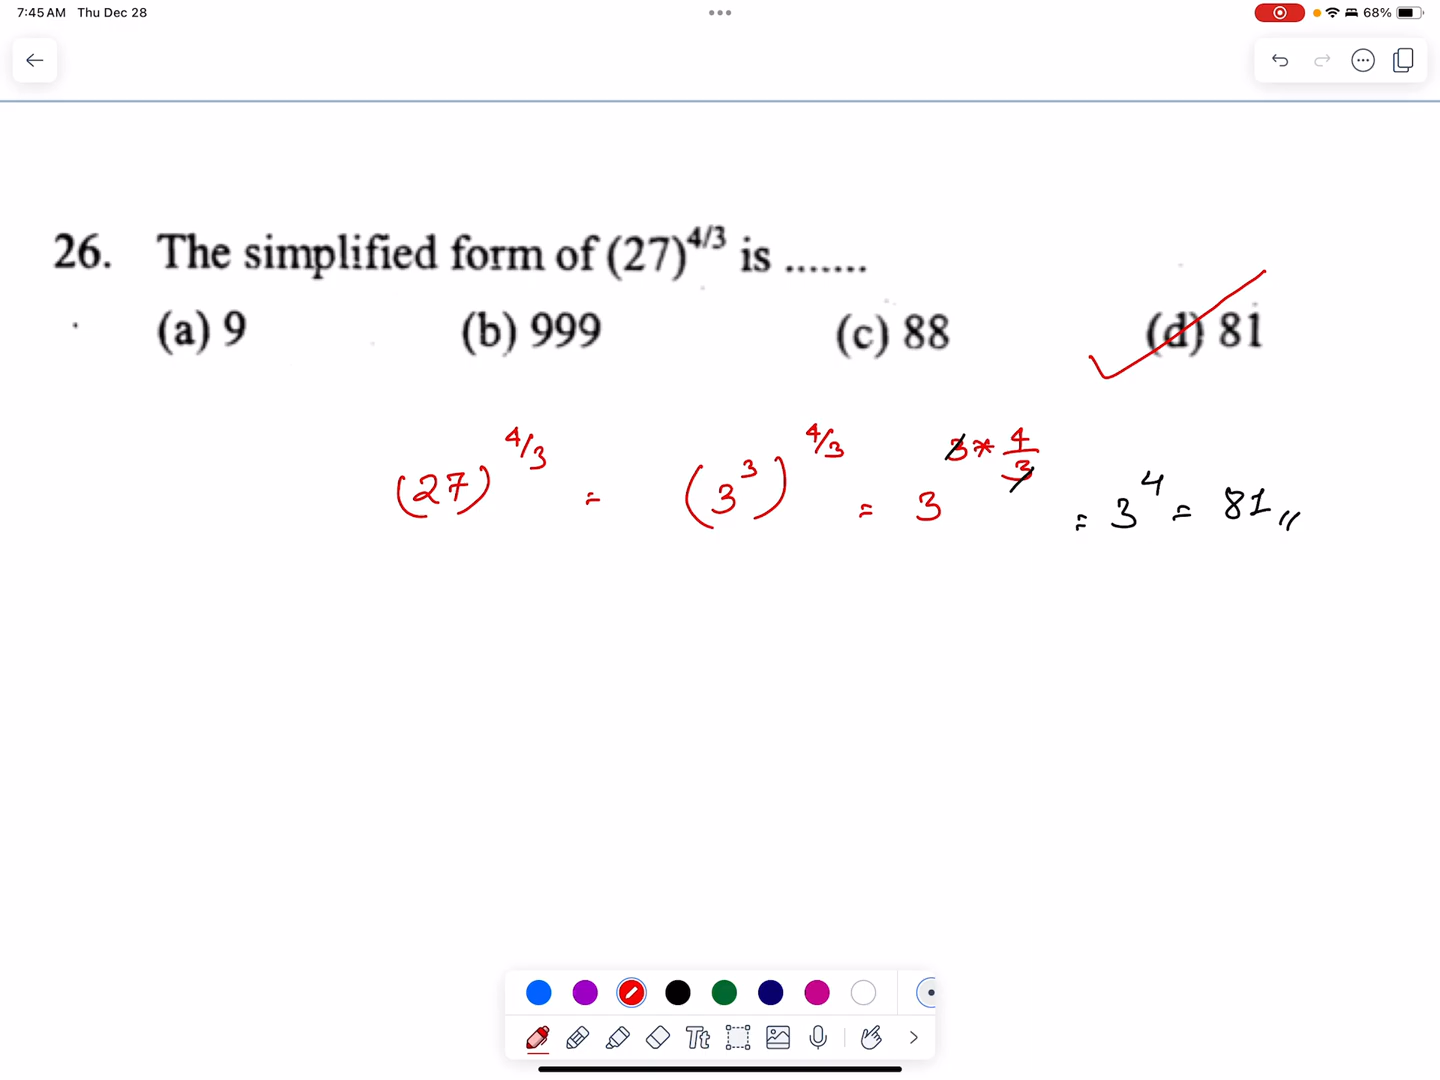 7:45 AM Thu Dec 28
68%
26. The simplified form of (27)^4/3 is .......
(a) 9 (b) 999 (c) 88 (d) 81
(27)^4/3 = (3^3)^4/3 = 3^3*4/3 = 3^4 = 81 〃
Tt